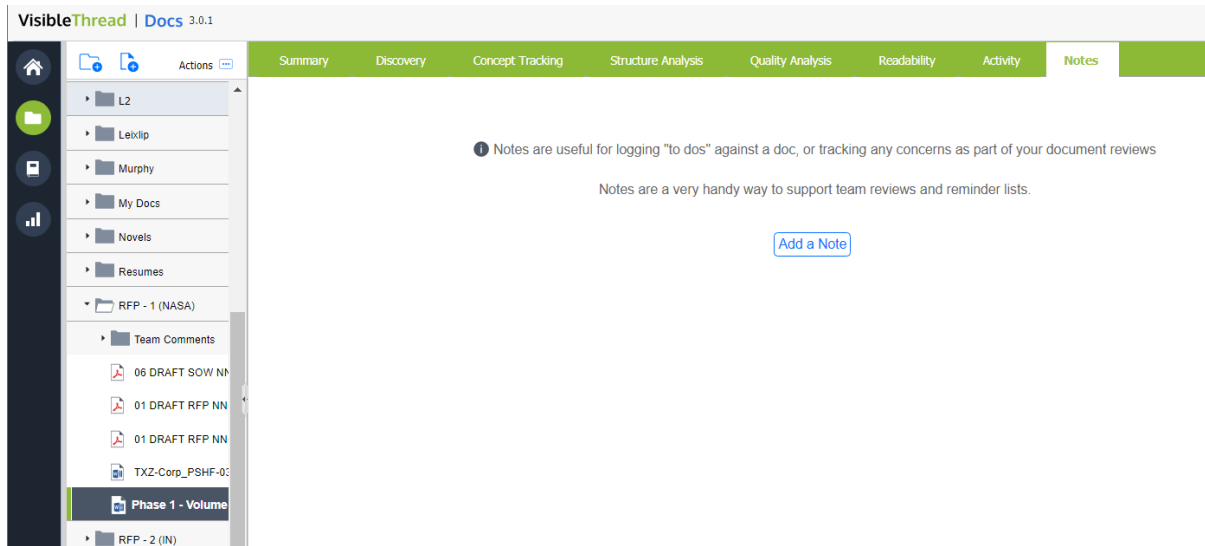 VisibleThread | Docs 3.0.1
Actions
Summary Discovery Concept Tracking Structure Analysis Quality Analysis Readability Activity Notes
L2
Leixlip
Murphy
My Docs
Novels
Resumes
RFP - 1 (NASA)
Team Comments
06 DRAFT SOW NN
01 DRAFT RFP NN
01 DRAFT RFP NN
TXZ-Corp_PSHF-03
Phase 1 - Volume
RFP - 2 (IN)
Notes are useful for logging "to dos" against a doc, or tracking any concerns as part of your document reviews
Notes are a very handy way to support team reviews and reminder lists.
Add a Note